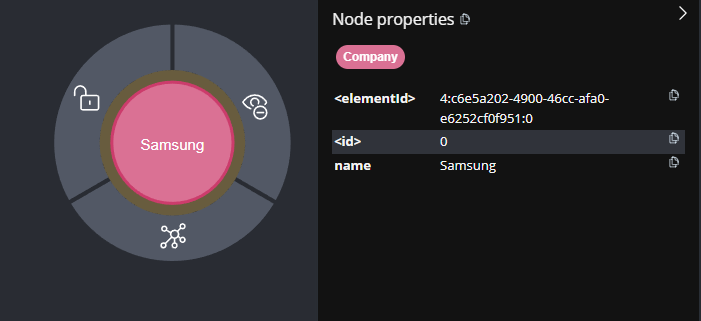 Samsung
Node properties
Company
<elementId> 4:c6e5a202-4900-46cc-afa0-
e6252cf0f951:0
<id> 0
name Samsung